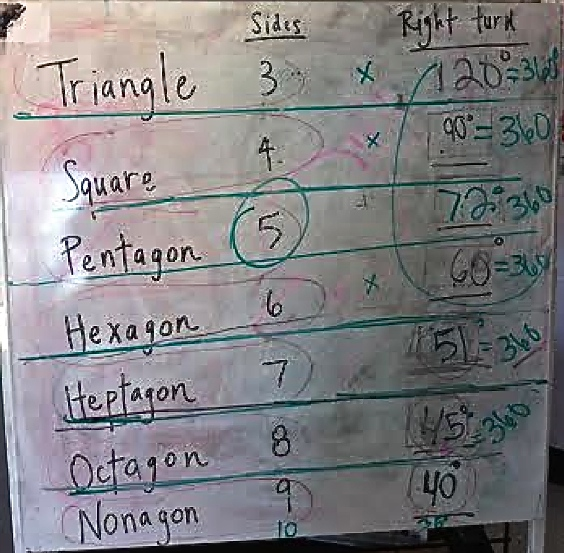 Sides Right turn
Triangle 3 x 120°=360°
Square 4 x 90°=360
Pentagon 5 72°=360
Hexagon 6 x 60°=360
Heptagon 7 51°=360
Octagon 8 45°=360
Nonagon 9 40°
10